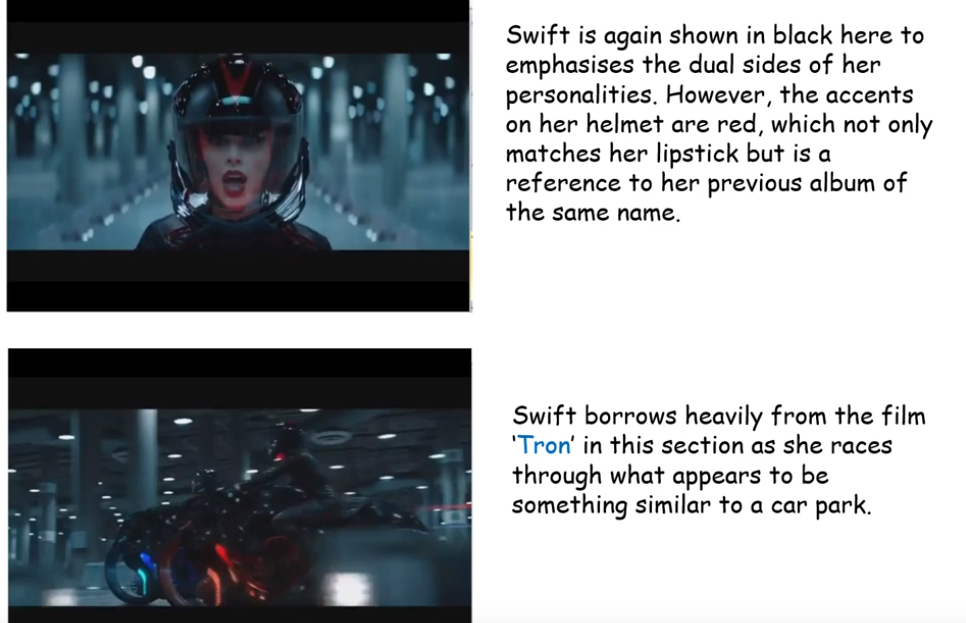 Swift is again shown in black here to
emphasises the dual sides of her
personalities. However, the accents
on her helmet are red, which not only
matches her lipstick but is a
reference to her previous album of
the same name.
Swift borrows heavily from the film
‘Tron’ in this section as she races
through what appears to be
something similar to a car park.